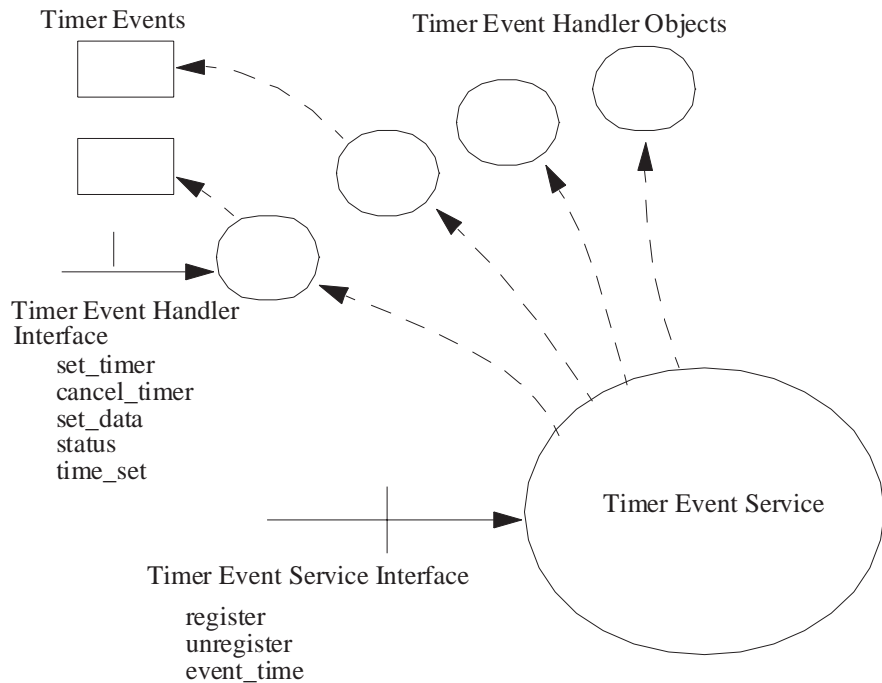 Timer Events
Timer Event Handler Objects
Timer Event Handler
Interface
set_timer
cancel_timer
set_data
status
time_set
Timer Event Service
Timer Event Service Interface
register
unregister
event_time